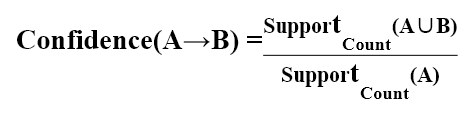 Confidence(A→B) = Support Count (A∪B)
Support Count (A)